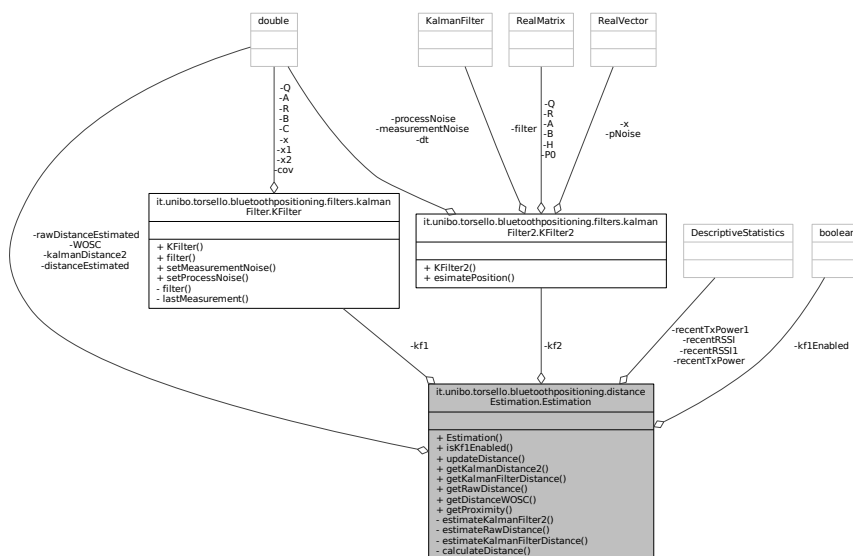 double
KalmanFilter
RealMatrix
RealVector
-Q
-A
-R
-B
-C
-x
-x1
-x2
-cov
-processNoise
-measurementNoise
-dt
-filter
-Q
-R
-A
-B
-H
-P0
-x
-pNoise
it.unibo.torsello.bluetoothpositioning.filters.kalman
Filter.KFilter
+ KFilter()
+ filter()
+ setMeasurementNoise()
+ setProcessNoise()
- filter()
- lastMeasurement()
it.unibo.torsello.bluetoothpositioning.filters.kalman
Filter2.KFilter2
+ KFilter2()
+ esimatePosition()
DescriptiveStatistics
boolean
-rawDistanceEstimated
-WOSC
-kalmanDistance2
-distanceEstimated
-kf1
-kf2
-recentTxPower1
-recentRSSI
-recentRSSI1
-recentTxPower
-kf1Enabled
it.unibo.torsello.bluetoothpositioning.distance
Estimation.Estimation
+ Estimation()
+ isKf1Enabled()
+ updateDistance()
+ getKalmanDistance2()
+ getKalmanFilterDistance()
+ getRawDistance()
+ getDistanceWOSC()
+ getProximity()
- estimateKalmanFilter2()
- estimateRawDistance()
- estimateKalmanFilterDistance()
- calculateDistance()